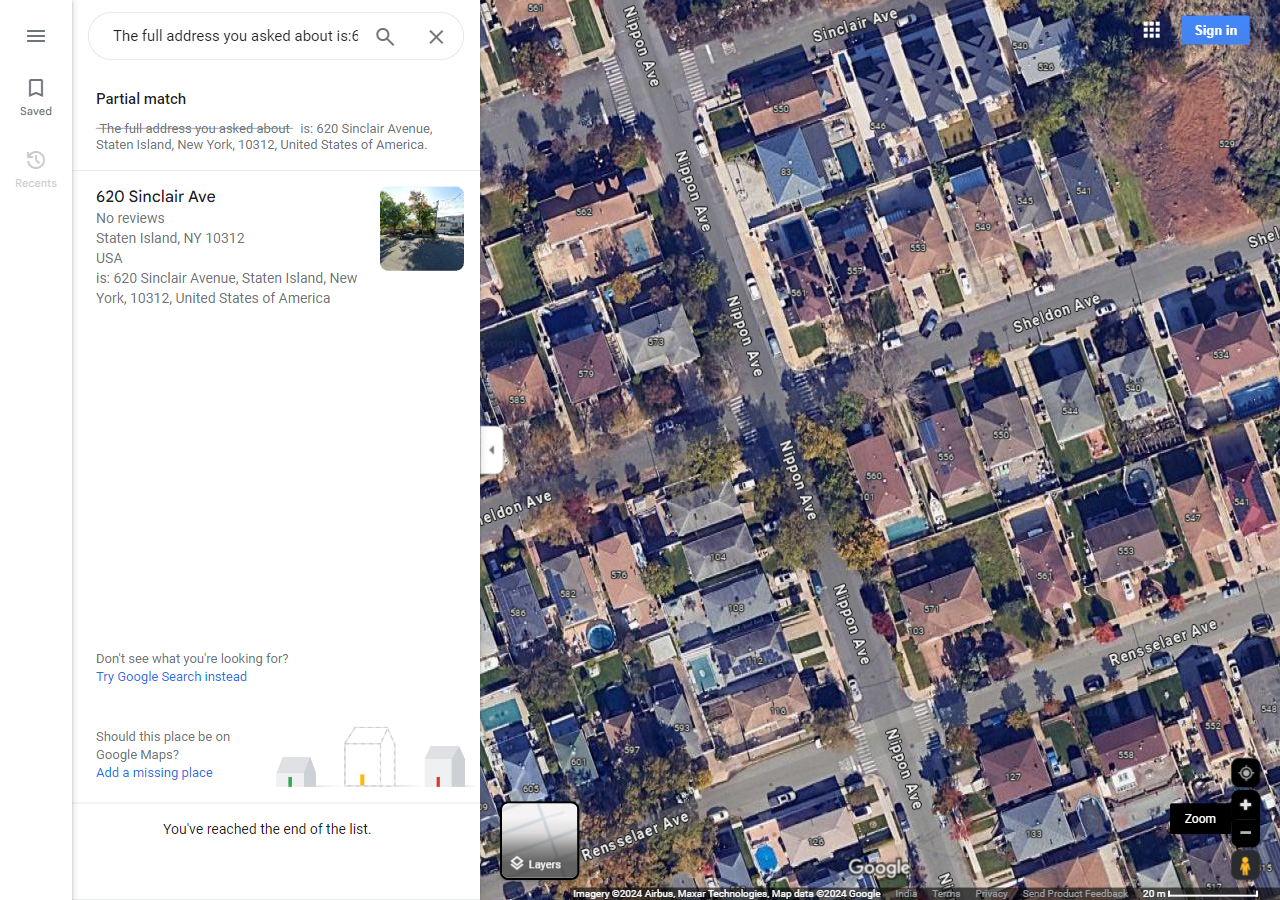 The full address you asked about is:6
Saved
Recents
Partial match
The full address you asked about is: 620 Sinclair Avenue,
Staten Island, New York, 10312, United States of America.
620 Sinclair Ave
No reviews
Staten Island, NY 10312
USA
is: 620 Sinclair Avenue, Staten Island, New
York, 10312, United States of America
Don't see what you're looking for?
Try Google Search instead
Should this place be on
Google Maps?
Add a missing place
You've reached the end of the list.
Sign in
561
Nippon Ave
Sinclair Ave
540
526
550
546
529
83
Nippon Ave
541
545
562
549
553
Shel
557
561
Nippon Ave
Sheldon Ave
573
534
579
540
585
544
550
556
Nippon Ave
560
101
eldon Ave
541
547
553
104
576
561
582
586
108
571
Nippon Ave
103
Rensselaer Ave
112
116
593
548
552
597
558
601
Nippon Ave
127
605
09
Rensselaer Ave
133
126
Zoom
Layers
Google
15
517
Ni
Imagery ©2024 Airbus, Maxar Technologies, Map data ©2024 Google
India
Terms
Privacy
Send Product Feedback
20 m